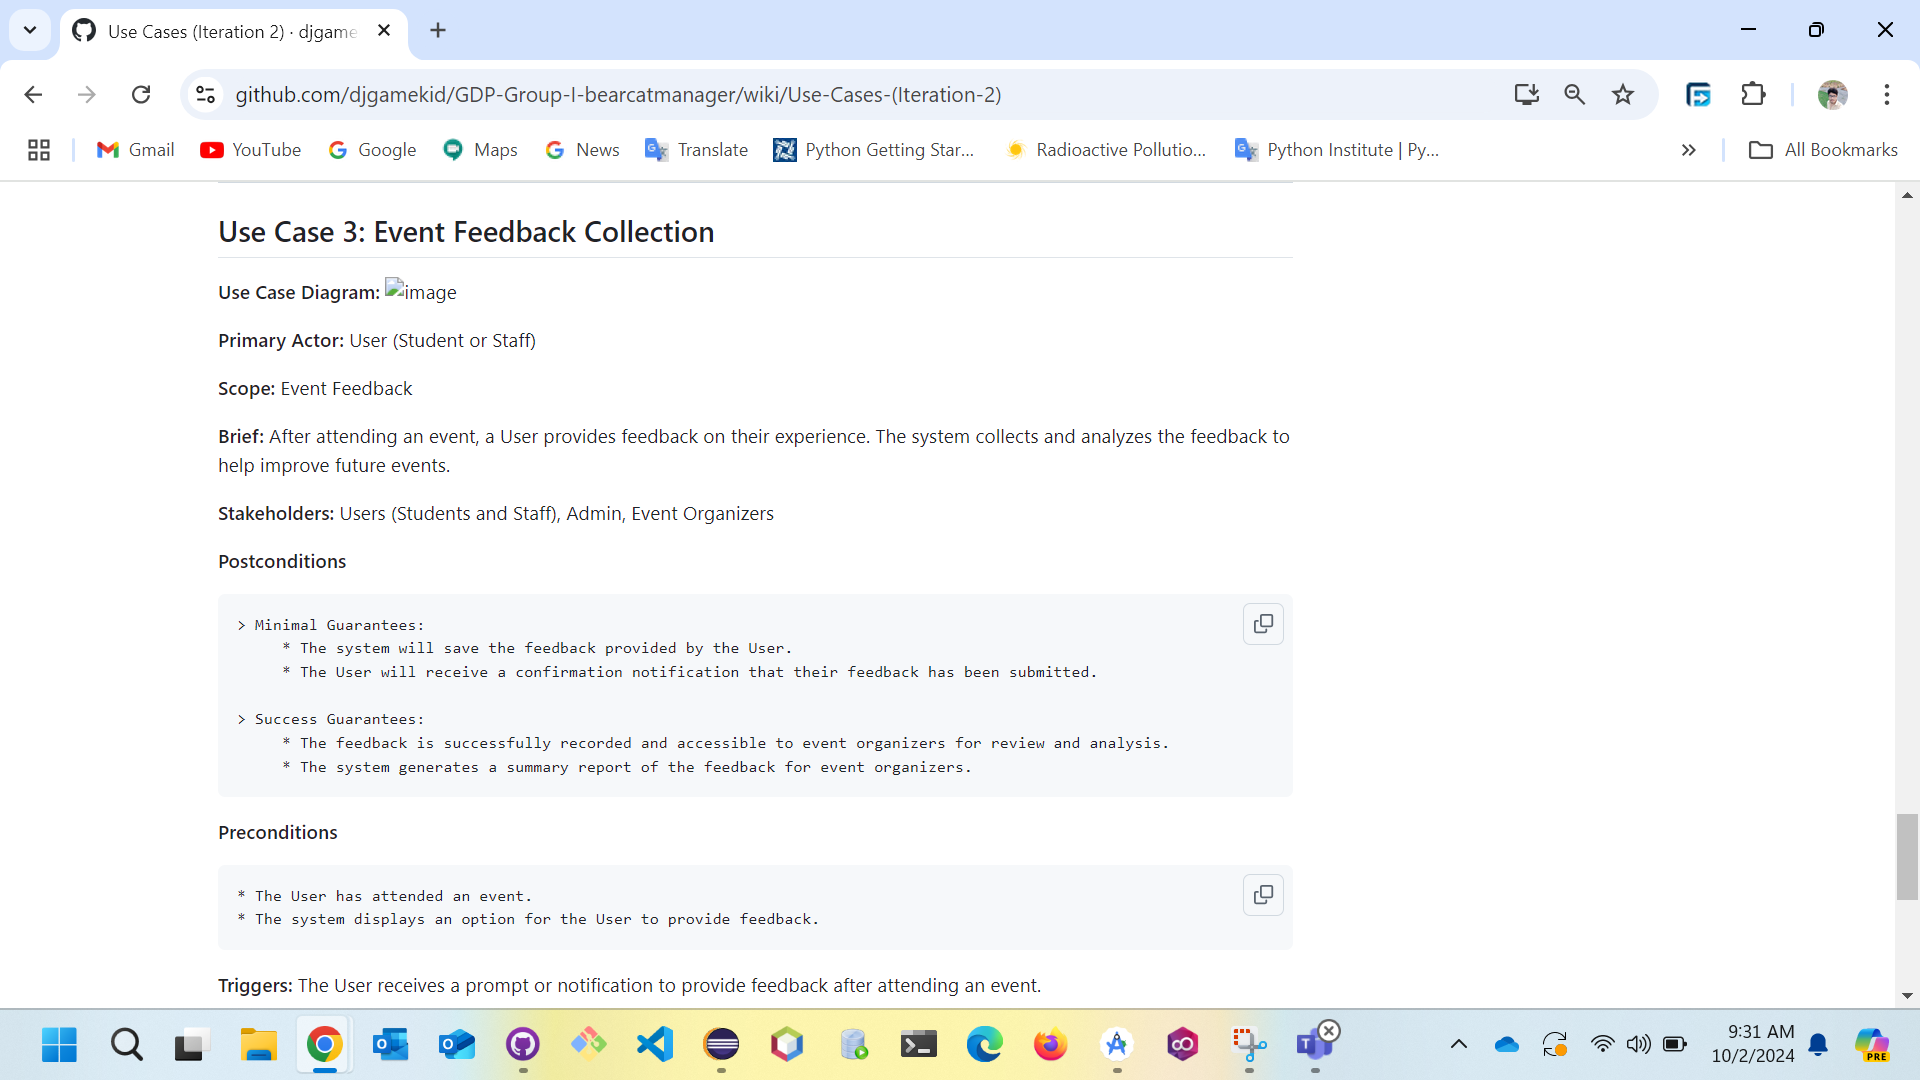 Use Cases (Iteration 2) · djgame
github.com/djgamekid/GDP-Group-I-bearcatmanager/wiki/Use-Cases-(Iteration-2)
Gmail YouTube Google Maps News Translate Python Getting Star... Radioactive Pollutio... Python Institute | Py... » All Bookmarks
Use Case 3: Event Feedback Collection
Use Case Diagram: image
Primary Actor: User (Student or Staff)
Scope: Event Feedback
Brief: After attending an event, a User provides feedback on their experience. The system collects and analyzes the feedback to
help improve future events.
Stakeholders: Users (Students and Staff), Admin, Event Organizers
Postconditions
> Minimal Guarantees:
* The system will save the feedback provided by the User.
* The User will receive a confirmation notification that their feedback has been submitted.
> Success Guarantees:
* The feedback is successfully recorded and accessible to event organizers for review and analysis.
* The system generates a summary report of the feedback for event organizers.
Preconditions
* The User has attended an event.
* The system displays an option for the User to provide feedback.
Triggers: The User receives a prompt or notification to provide feedback after attending an event.
9:31 AM
10/2/2024
PRE